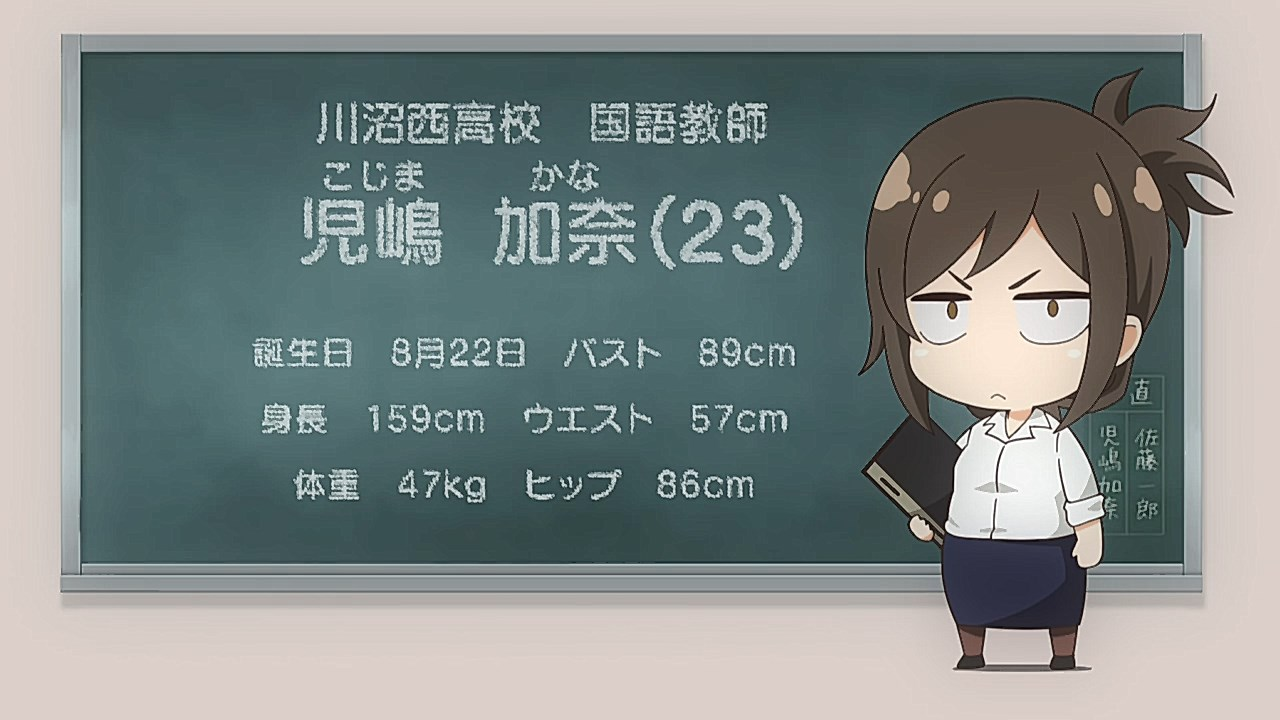 川沼西高校　国語教師
こじま　かな
児嶋　加奈(23)
誕生日　8月22日　バスト　89cm
身長　159cm　ウエスト　57cm
体重　47kg　ヒップ　86cm
直
佐藤一郎
児嶋加奈